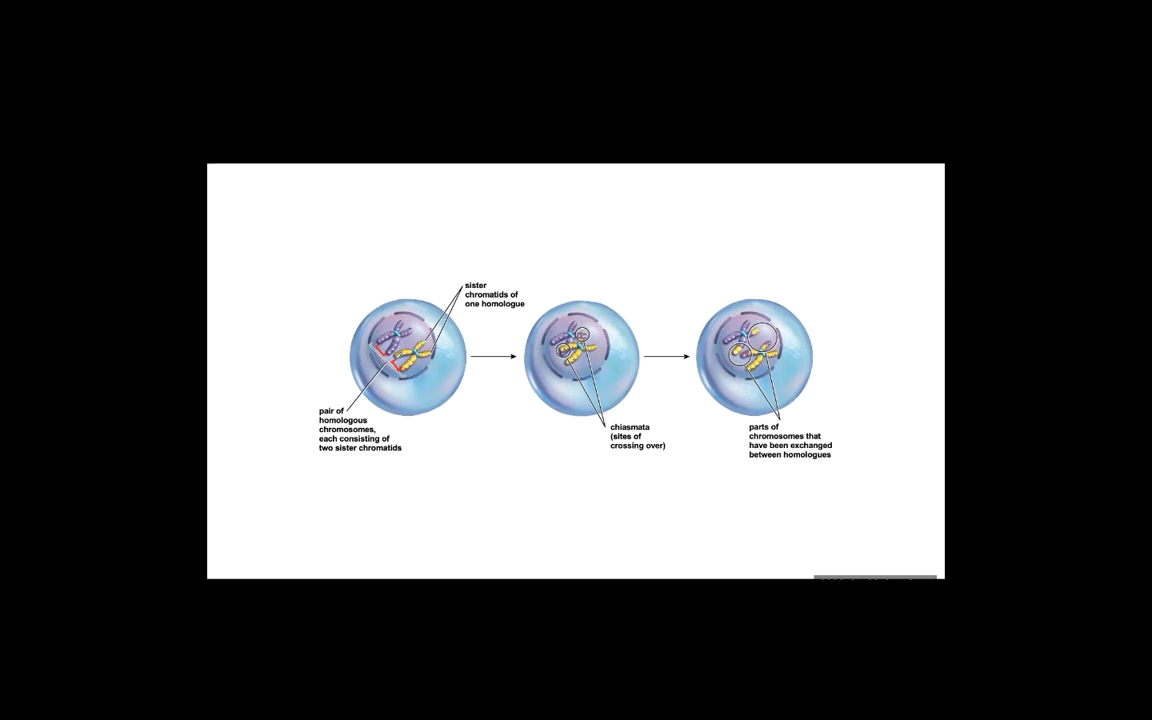 sister
chromatids of
one homologue
pair of
homologous
chromosomes,
each consisting of
two sister chromatids
chiasmata
(sites of
crossing over)
parts of
chromosomes that
have been exchanged
between homologues